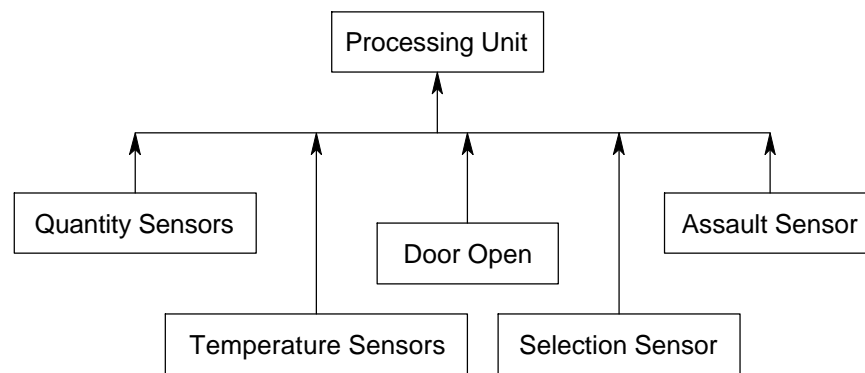 Processing Unit
Quantity Sensors
Assault Sensor
Door Open
Temperature Sensors
Selection Sensor